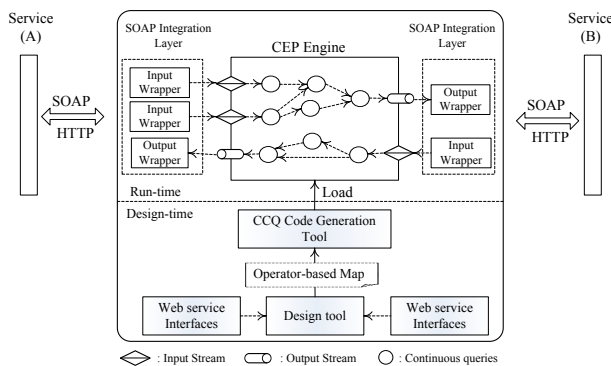 Service
(A)
Service
(B)
SOAP Integration
Layer
CEP Engine
SOAP Integration
Layer
Input
Wrapper
Input
Wrapper
Output
Wrapper
Output
Wrapper
Input
Wrapper
SOAP
HTTP
SOAP
HTTP
Run-time
Load
Design-time
CCQ Code Generation
Tool
Operator-based Map
Web service
Interfaces
Design tool
Web service
Interfaces
: Input Stream
: Output Stream
: Continuous queries